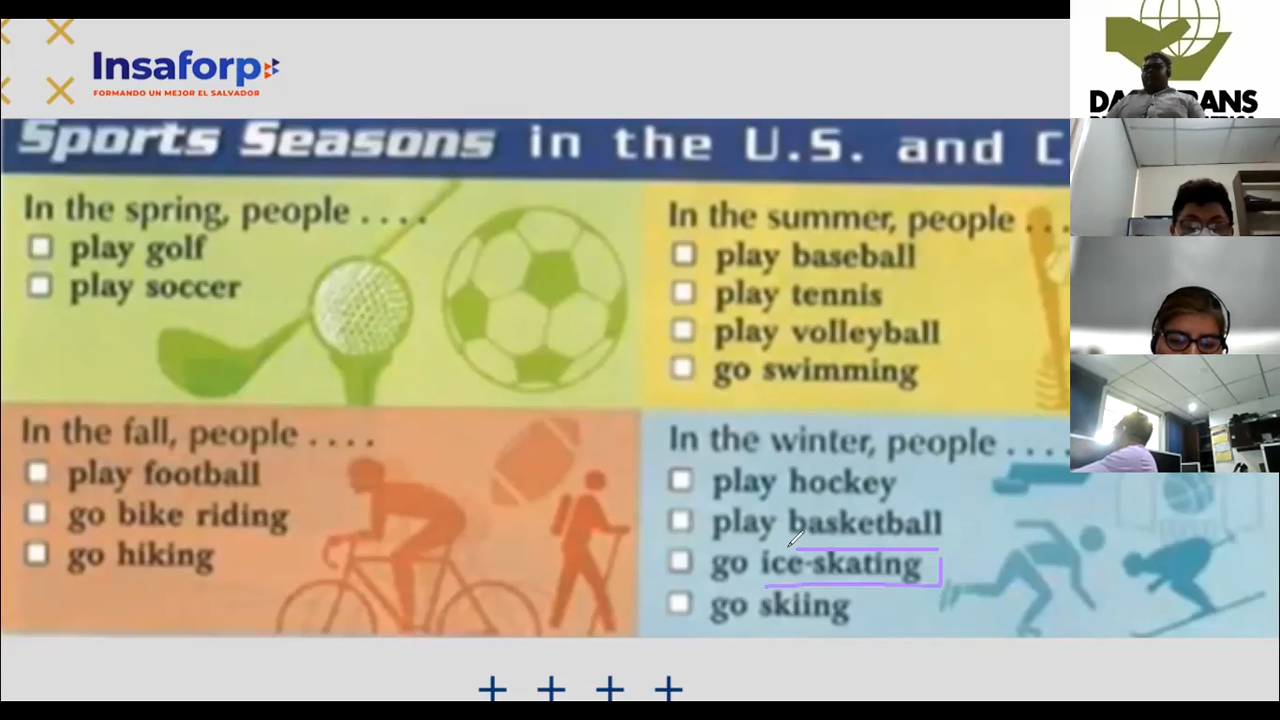 Insaforp
FORMANDO UN MEJOR EL SALVADOR
Sports Seasons in the U.S. and C
In the spring, people . . . .
play golf
play soccer
In the summer, people . . .
play baseball
play tennis
play volleyball
go swimming
In the fall, people . . . .
play football
go bike riding
go hiking
In the winter, people . . . .
play hockey
play basketball
go ice-skating
go skiing